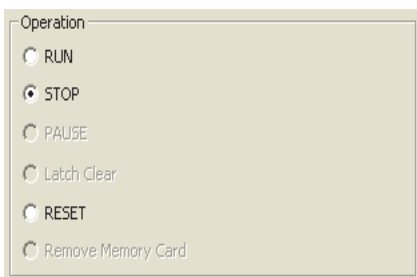 Operation
RUN
STOP
PAUSE
Latch Clear
RESET
Remove Memory Card